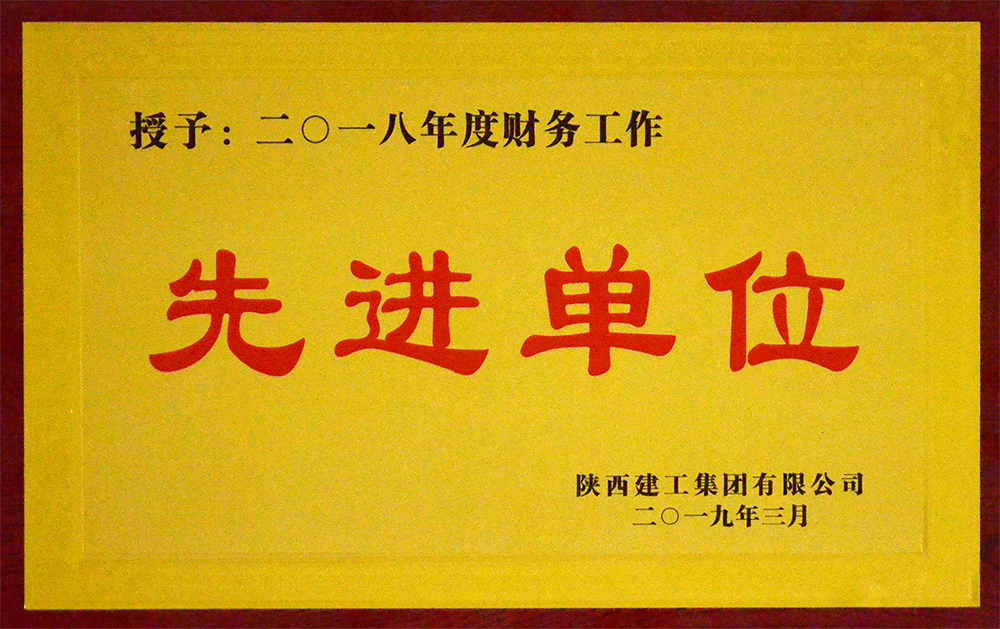 授予：二〇一八年度财务工作
先进单位
陕西建工集团有限公司
二〇一九年三月